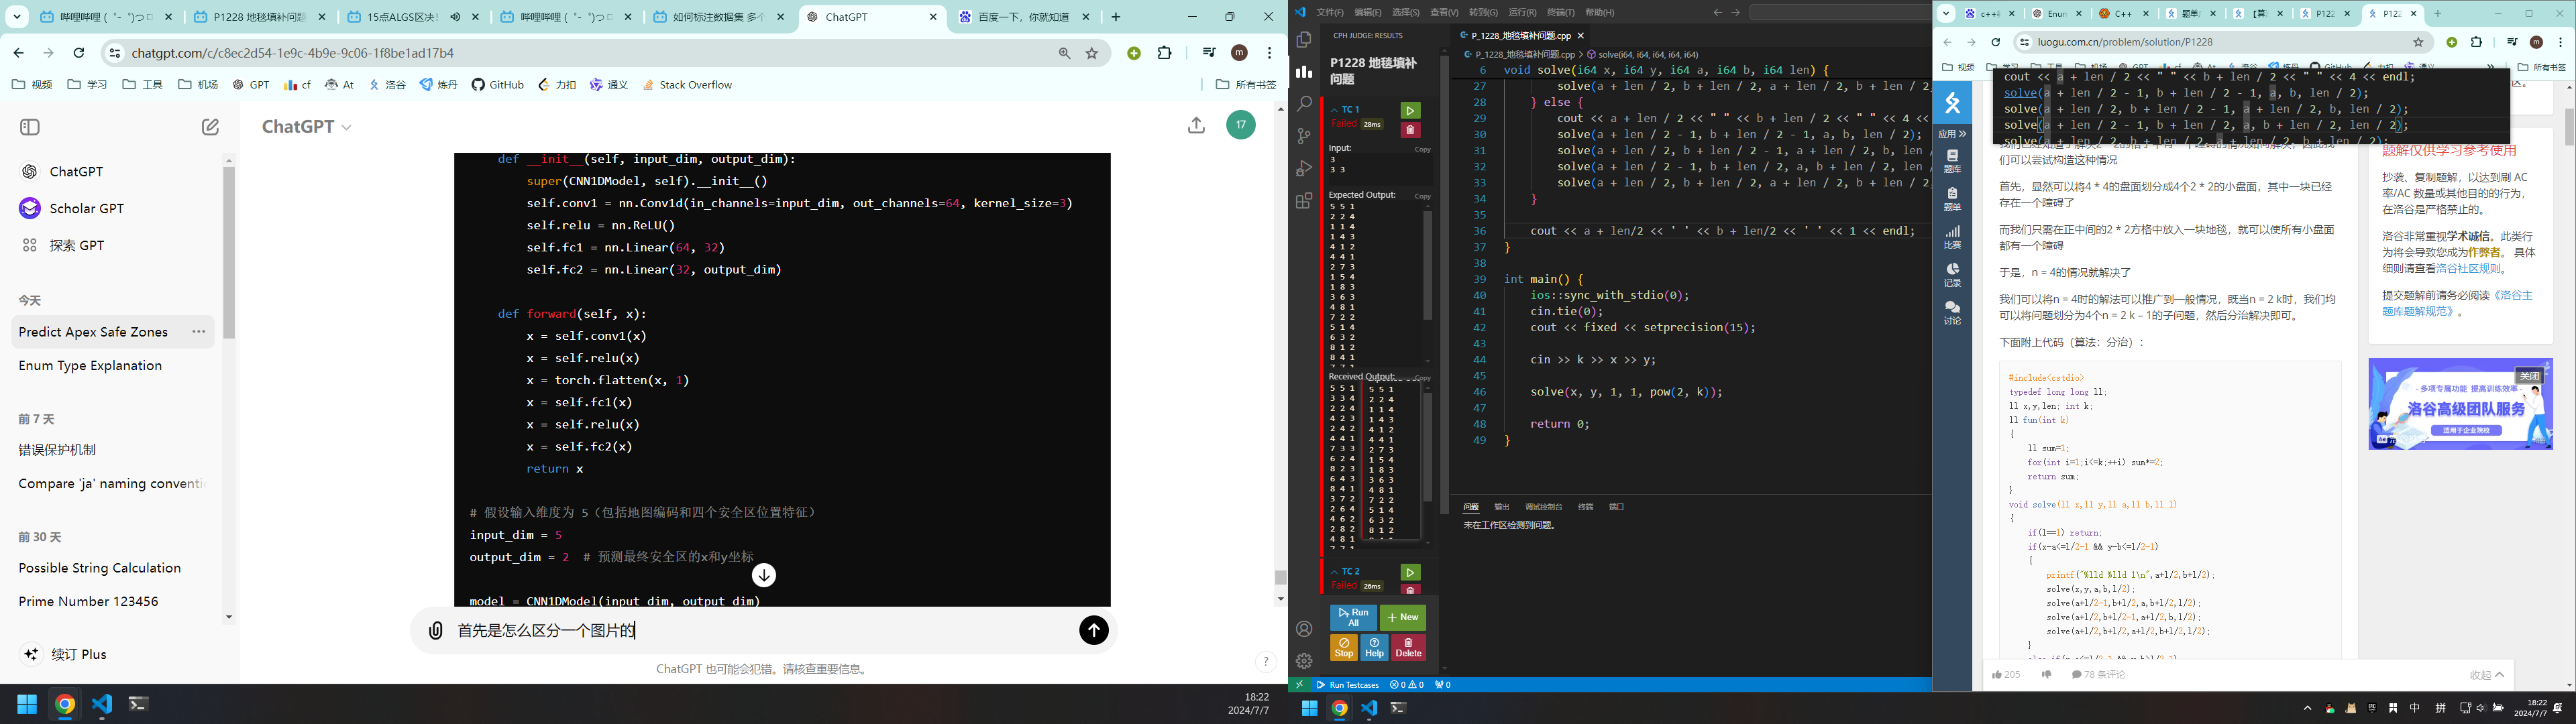 哔哩哔哩 (゜-゜)つロ
P1228 地毯填补问题
15点ALGS区决!
哔哩哔哩 (゜-゜)つロ
如何标注数据集 多个
ChatGPT
百度一下，你就知道
chatgpt.com/c/c8ec2d54-1e9c-4b9e-9c06-1f8be1ad17b4
视频
学习
工具
机场
GPT
cf
At
洛谷
炼丹
GitHub
力扣
通义
Stack Overflow
所有书签
ChatGPT
Scholar GPT
探索 GPT
今天
Predict Apex Safe Zones
Enum Type Explanation
前 7 天
错误保护机制
Compare 'ja' naming conventi
前 30 天
Possible String Calculation
Prime Number 123456
续订 Plus
ChatGPT
17
def __init__(self, input_dim, output_dim):
super(CNN1DModel, self).__init__()
self.conv1 = nn.Conv1d(in_channels=input_dim, out_channels=64, kernel_size=3)
self.relu = nn.ReLU()
self.fc1 = nn.Linear(64, 32)
self.fc2 = nn.Linear(32, output_dim)
def forward(self, x):
x = self.conv1(x)
x = self.relu(x)
x = torch.flatten(x, 1)
x = self.fc1(x)
x = self.relu(x)
x = self.fc2(x)
return x
# 假设输入维度为 5（包括地图编码和四个安全区位置特征）
input_dim = 5
output_dim = 2  # 预测最终安全区的x和y坐标
model = CNN1DModel(input_dim, output_dim)
首先是怎么区分一个图片的
ChatGPT 也可能会犯错。请核查重要信息。
18:22
2024/7/7
文件(F) 编辑(E) 选择(S) 查看(V) 转到(G) 运行(R) 终端(T) 帮助(H)
CPH JUDGE: RESULTS
P1228 地毯填补问题
TC 1
Failed 28ms
Input: Copy
3
3 3
Expected Output: Copy
5 5 1
2 2 4
1 1 4
1 4 3
4 1 2
4 4 1
2 7 3
1 5 4
1 8 3
3 6 3
4 8 1
7 2 2
5 1 4
6 3 2
8 1 2
8 4 1
Received Output: Copy
5 5 1
3 3 4
2 2 4
4 2 3
2 4 2
4 4 1
7 3 3
6 2 4
8 2 3
6 4 3
8 4 1
3 7 2
2 6 4
4 6 2
2 8 2
4 8 1
5 5 1
2 2 4
1 1 4
1 4 3
4 1 2
4 4 1
2 7 3
1 5 4
1 8 3
3 6 3
4 8 1
7 2 2
5 1 4
6 3 2
8 1 2
TC 2
Failed 26ms
Run All
New
Stop
Help
Delete
Run Testcases
0 0
0
P_1228_地毯填补问题.cpp
P_1228_地毯填补问题.cpp > solve(i64, i64, i64, i64, i64)
6 void solve(i64 x, i64 y, i64 a, i64 b, i64 len) {
27 solve(a + len / 2, b + len / 2, a + len / 2, b + len / 2,
28 } else {
29 cout << a + len / 2 << " " << b + len / 2 << " " << 4 <<
30 solve(a + len / 2 - 1, b + len / 2 - 1, a, b, len / 2);
31 solve(a + len / 2, b + len / 2 - 1, a + len / 2, b, len /
32 solve(a + len / 2 - 1, b + len / 2, a, b + len / 2, len /
33 solve(a + len / 2, b + len / 2, a + len / 2, b + len / 2,
34 }
35
36 cout << a + len/2 << ' ' << b + len/2 << ' ' << 1 << endl;
37 }
38
39 int main() {
40 ios::sync_with_stdio(0);
41 cin.tie(0);
42 cout << fixed << setprecision(15);
43
44 cin >> k >> x >> y;
45
46 solve(x, y, 1, 1, pow(2, k));
47
48 return 0;
49 }
问题 输出 调试控制台 终端 端口
未在工作区检测到问题。
Enum
C++
题单
【算
P122
P122
luogu.com.cn/problem/solution/P1228
cout << a + len / 2 << " " << b + len / 2 << " " << 4 << endl;
solve(a + len / 2 - 1, b + len / 2 - 1, a, b, len / 2);
solve(a + len / 2, b + len / 2 - 1, a + len / 2, b, len / 2);
solve(a + len / 2 - 1, b + len / 2, a, b + len / 2, len / 2);
solve(a + len / 2, b + len / 2, a + len / 2, b + len / 2, len / 2);
应用
题库
题单
比赛
记录
讨论
们可以尝试构造这种情况
首先，显然可以将4 * 4的盘面划分成4个2 * 2的小盘面，其中一块已经
存在一个障碍了
而我们只需在正中间的2 * 2方格中放入一块地毯，就可以使所有小盘面
都有一个障碍
于是，n = 4的情况就解决了
我们可以将n = 4时的解法可以推广到一般情况，既当n = 2 k时，我们均
可以将问题划分为4个n = 2 k – 1的子问题，然后分治解决即可。
下面附上代码（算法：分治）：
#include<cstdio>
typedef long long ll;
ll x,y,len; int k;
ll fun(int k)
{
ll sum=1;
for(int i=1;i<=k;++i) sum*=2;
return sum;
}
void solve(ll x,ll y,ll a,ll b,ll l)
{
if(l==1) return;
if(x-a<=l/2-1 && y-b<=l/2-1)
{
printf("%lld %lld 1\n",a+l/2,b+l/2);
solve(x,y,a,b,l/2);
solve(a+l/2-1,b+l/2,a,b+l/2,l/2);
solve(a+l/2,b+l/2-1,a+l/2,b,l/2);
solve(a+l/2,b+l/2,a+l/2,b+l/2,l/2);
}
205
78 条评论
收起
题解仅供学习参考使用
抄袭、复制题解，以达到刷 AC
率/AC 数量或其他目的的行为，
在洛谷是严格禁止的。
洛谷非常重视学术诚信。此类行
为将会导致您成为作弊者。具体
细则请查看洛谷社区规则。
提交题解前请务必阅读《洛谷主
题库题解规范》。
关闭
- 多项专属功能 提高训练效率 -
洛谷高级团队服务
适用于企业院校
中
拼
18:22
2024/7/7